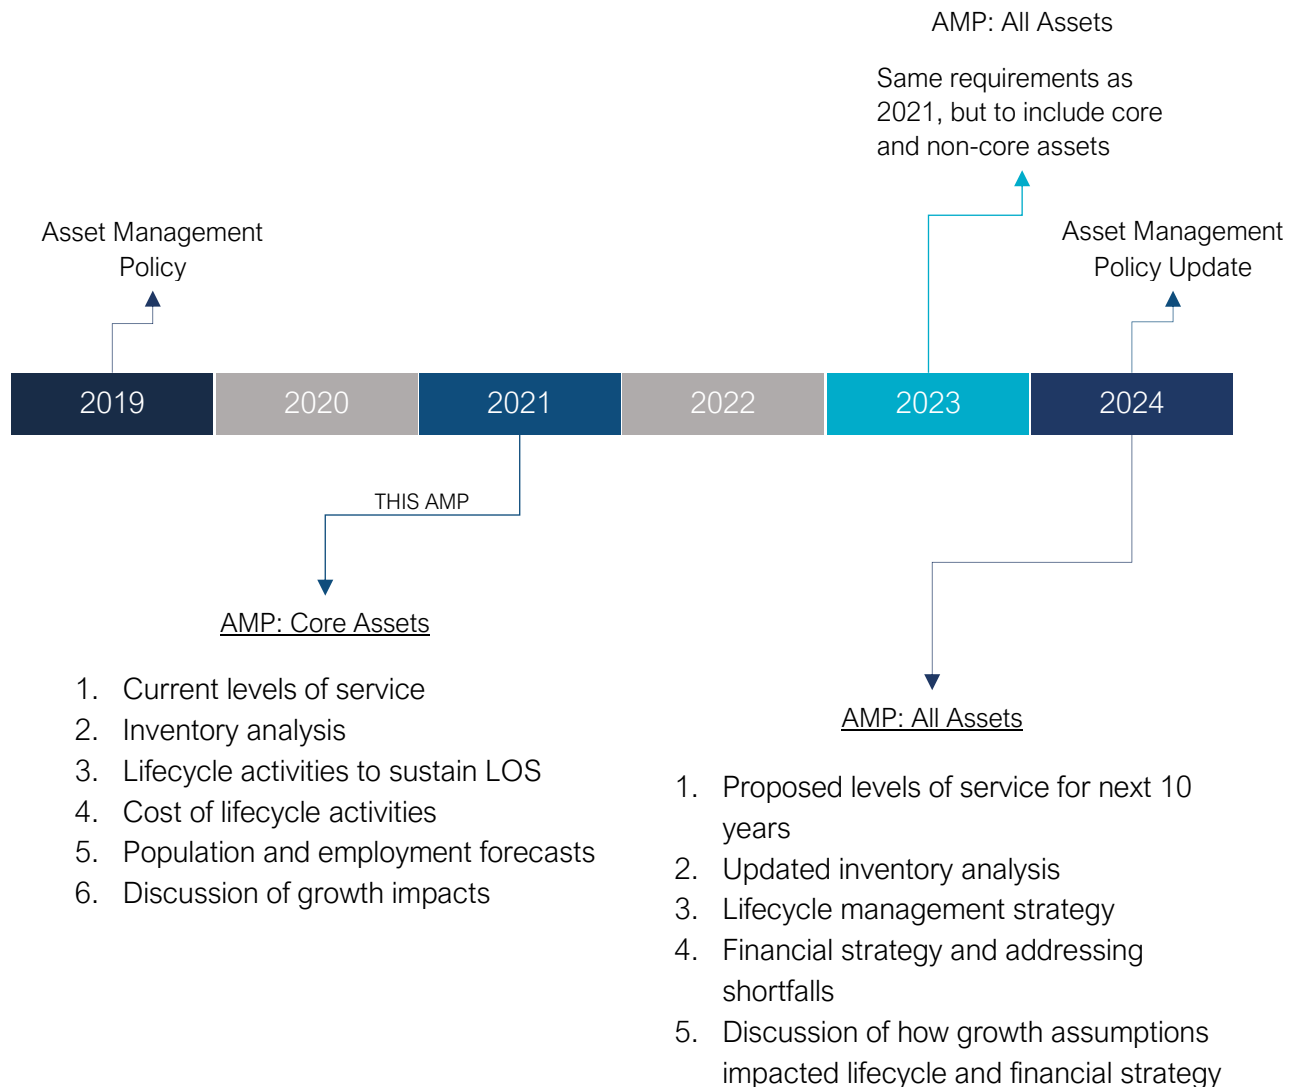 AMP: All Assets
Same requirements as
2021, but to include core
and non-core assets
Asset Management
Policy
Asset Management
Policy Update
2019
2020
2021
2022
2023
2024
THIS AMP
AMP: Core Assets
1. Current levels of service
2. Inventory analysis
3. Lifecycle activities to sustain LOS
4. Cost of lifecycle activities
5. Population and employment forecasts
6. Discussion of growth impacts
AMP: All Assets
1. Proposed levels of service for next 10
years
2. Updated inventory analysis
3. Lifecycle management strategy
4. Financial strategy and addressing
shortfalls
5. Discussion of how growth assumptions
impacted lifecycle and financial strategy